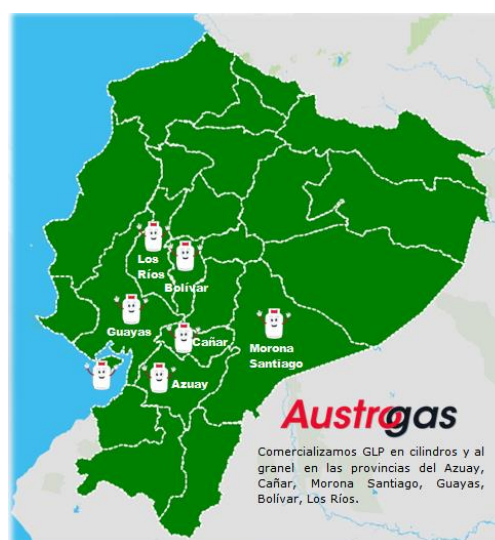 Los
Ríos
Bolívar
Guayas
Cañar
Morona
Santiago
Azuay
Austrogas
Comercializamos GLP en cilindros y al
granel en las provincias del Azuay,
Cañar, Morona Santiago, Guayas,
Bolívar, Los Ríos.